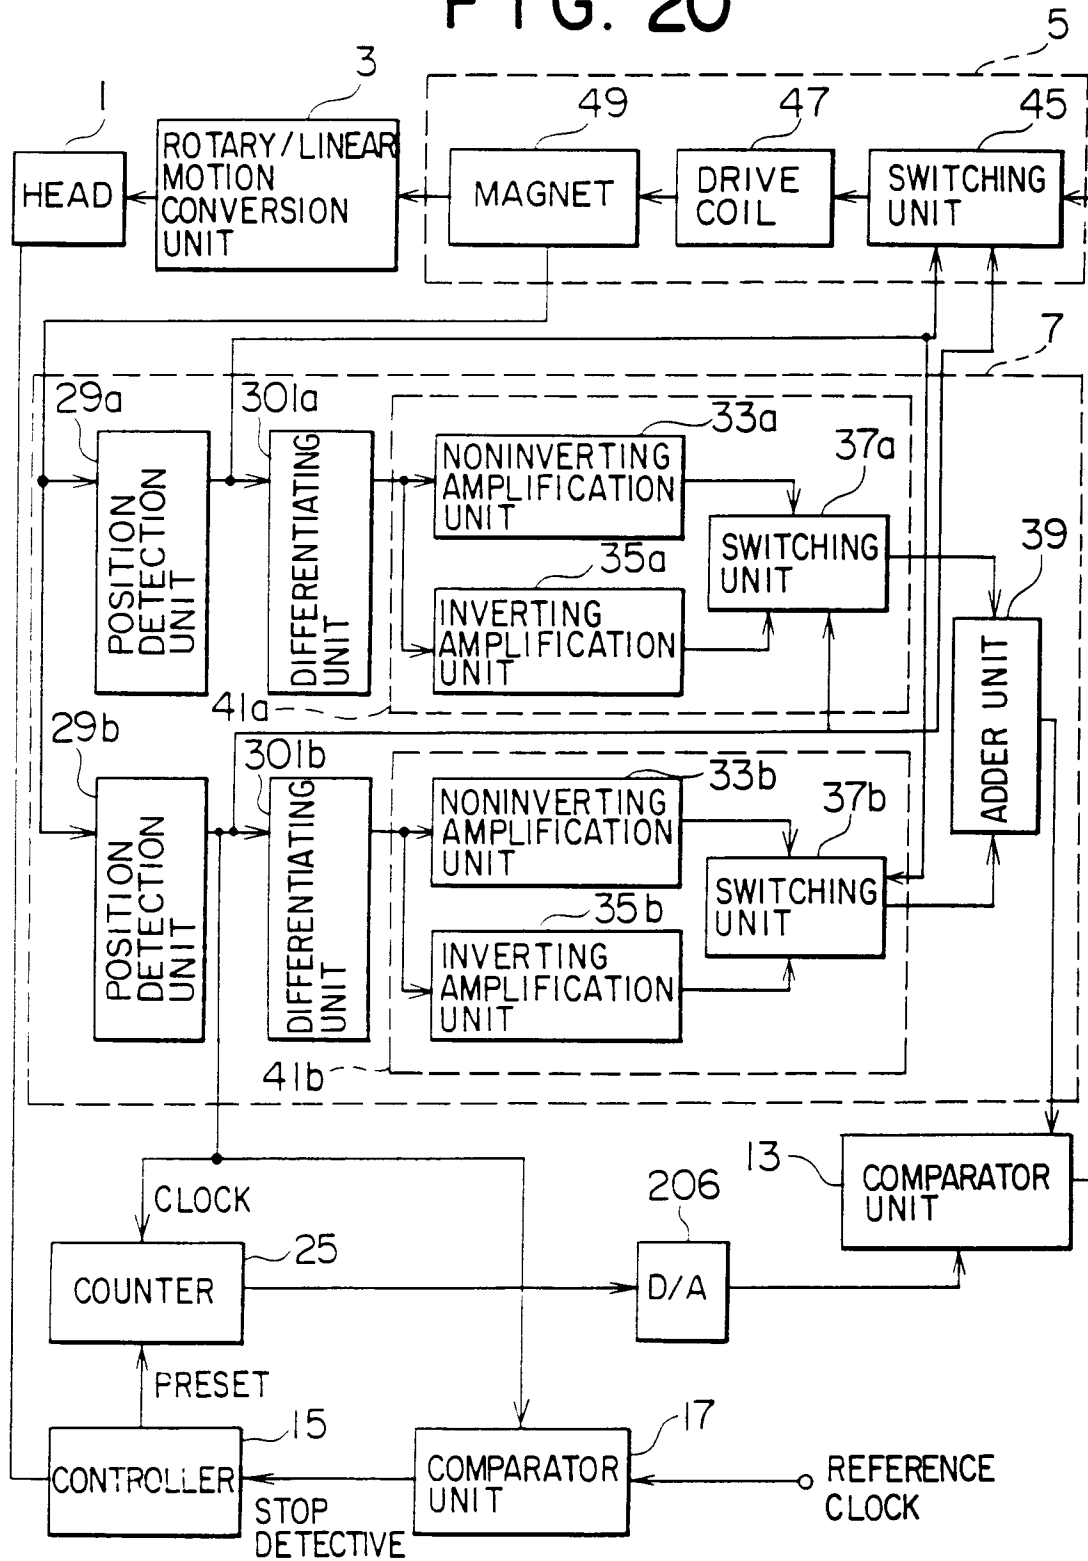 FIG. 20
5
3
1
49
47
45
HEAD
ROTARY/LINEAR
MOTION
CONVERSION
UNIT
MAGNET
DRIVE
COIL
SWITCHING
UNIT
7
29a
301a
33a
37a
39
POSITION
DETECTION
UNIT
DIFFERENTIATING
UNIT
NONINVERTING
AMPLIFICATION
UNIT
SWITCHING
UNIT
35a
INVERTING
AMPLIFICATION
UNIT
ADDER UNIT
41a
29b
301b
33b
37b
POSITION
DETECTION
UNIT
DIFFERENTIATING
UNIT
NONINVERTING
AMPLIFICATION
UNIT
SWITCHING
UNIT
35b
INVERTING
AMPLIFICATION
UNIT
41b
13
COMPARATOR
UNIT
CLOCK
206
25
COUNTER
D/A
PRESET
15
17
CONTROLLER
COMPARATOR
UNIT
REFERENCE
CLOCK
STOP
DETECTIVE